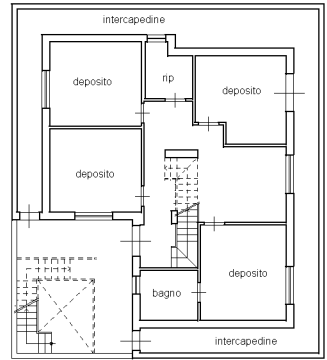 intercapedine
deposito
rip
deposito
deposito
bagno
deposito
intercapedine